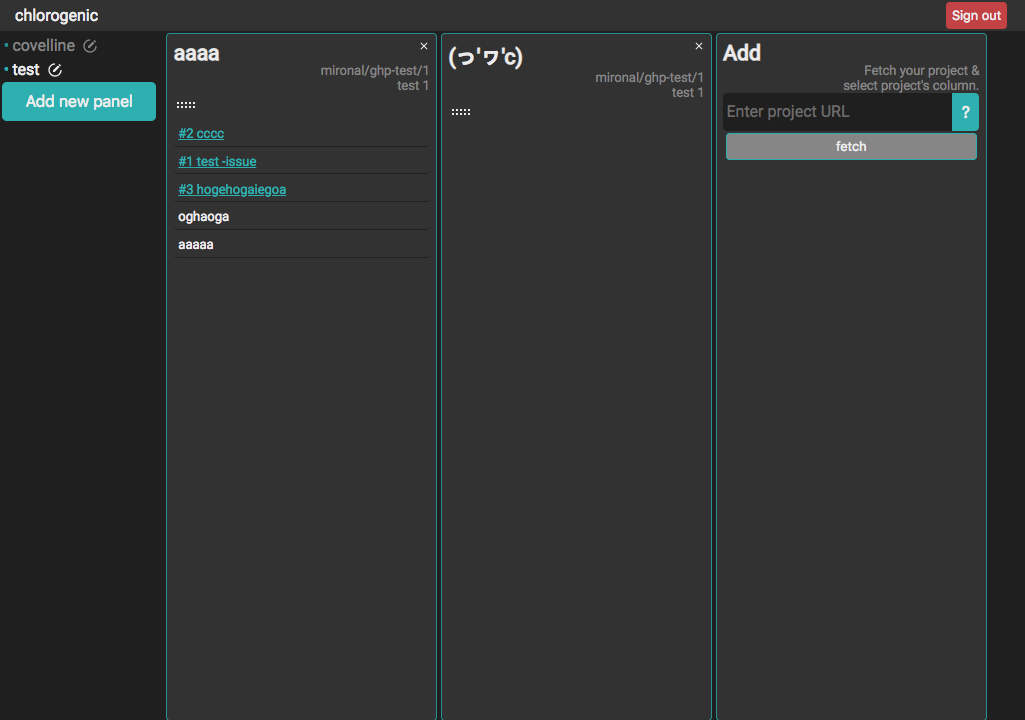 chlorogenic
Sign out
covelline
test
Add new panel
aaaa
×
mironal/ghp-test/1
test 1
#2 cccc
#1 test -issue
#3 hogehogaiegoa
oghaoga
aaaaa
(っ'ヮ'c)
×
mironal/ghp-test/1
test 1
Add
Fetch your project &
select project's column.
Enter project URL
?
fetch